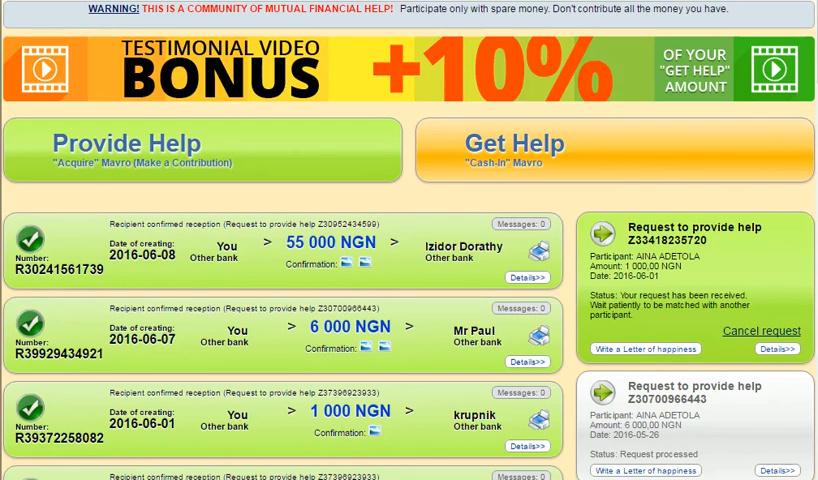 WARNING! THIS IS A COMMUNITY OF MUTUAL FINANCIAL HELP! Participate only with spare money. Don't contribute all the money you have.
TESTIMONIAL VIDEO
BONUS
+10%
OF YOUR
"GET HELP"
AMOUNT
Provide Help
"Acquire" Mavro (Make a Contribution)
Get Help
"Cash-In" Mavro
Recipient confirmed reception (Request to provide help Z30952434599)
Messages: 0
Number:
R30241561739
Date of creating:
2016-06-08
You
Other bank
>
55 000 NGN
>
Izidor Dorathy
Other bank
Confirmation:
Details>>
Recipient confirmed reception (Request to provide help Z30700966443)
Messages: 0
Number:
R39929434921
Date of creating:
2016-06-07
You
Other bank
>
6 000 NGN
>
Mr Paul
Other bank
Confirmation:
Details>>
Recipient confirmed reception (Request to provide help Z37396923933)
Messages: 0
Number:
R39372258082
Date of creating:
2016-06-01
You
Other bank
>
1 000 NGN
>
krupnik
Other bank
Confirmation:
Details>>
Recipient confirmed reception (Request to provide help Z37396923933)
Messages: 0
Request to provide help
Z33418235720
Participant: AINA ADETOLA
Amount: 1 000,00 NGN
Date: 2016-06-01
Status: Your request has been received.
Wait patiently to be matched with another
participant.
Cancel request
Write a Letter of happiness
Details>>
Request to provide help
Z30700966443
Participant: AINA ADETOLA
Amount: 6 000,00 NGN
Date: 2016-05-26
Status: Request processed
Write a Letter of happiness
Details>>